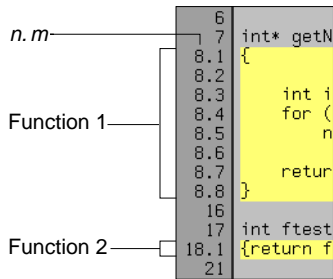 6
n.m
7 int* getN
8.1 {
8.2
8.3 int i
8.4 for (
Function 1
8.5 n
8.6
8.7 retur
8.8 }
16
17 int ftest
Function 2
18.1 {return f
21